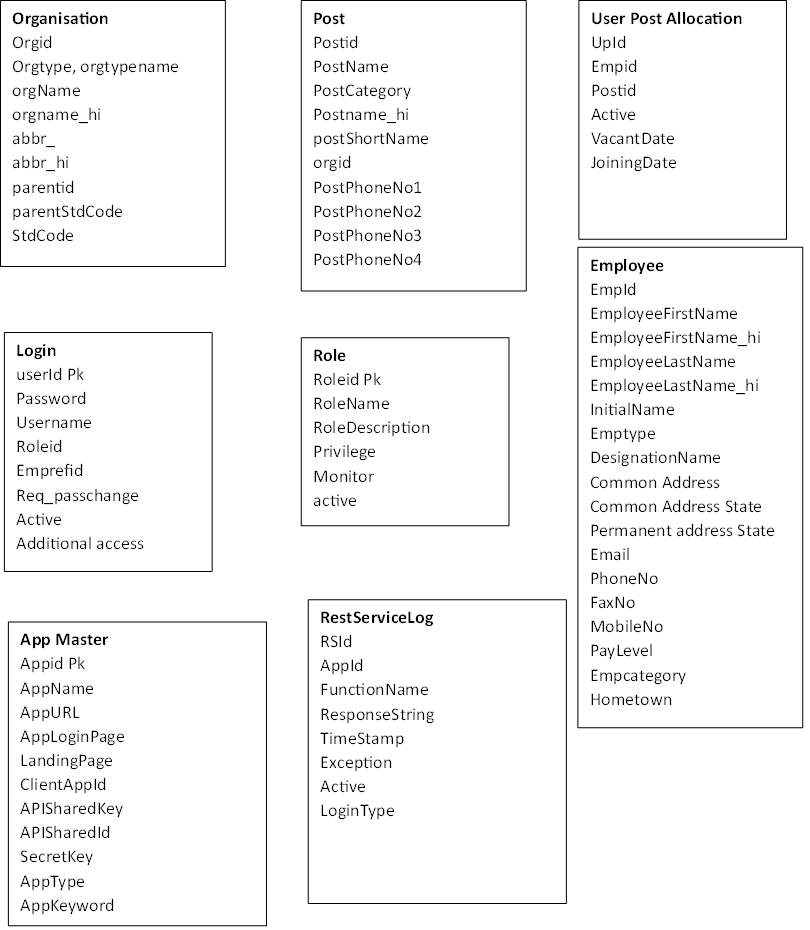 Organisation
Orgid
Orgtype, orgtypename
orgName
orgname_hi
abbr_
abbr_hi
parentid
parentStdCode
StdCode
Post
Postid
PostName
PostCategory
Postname_hi
postShortName
orgid
PostPhoneNo1
PostPhoneNo2
PostPhoneNo3
PostPhoneNo4
User Post Allocation
UpId
Empid
Postid
Active
VacantDate
JoiningDate
Employee
EmpId
EmployeeFirstName
EmployeeFirstName_hi
EmployeeLastName
EmployeeLastName_hi
InitialName
Emptype
DesignationName
Common Address
Common Address State
Permanent address State
Email
PhoneNo
FaxNo
MobileNo
PayLevel
Empcategory
Hometown
Login
userId Pk
Password
Username
Roleid
Emprefid
Req_passchange
Active
Additional access
Role
Roleid Pk
RoleName
RoleDescription
Privilege
Monitor
active
App Master
Appid Pk
AppName
AppURL
AppLoginPage
LandingPage
ClientAppId
APISharedKey
APISharedId
SecretKey
AppType
AppKeyword
RestServiceLog
RSId
AppId
FunctionName
ResponseString
TimeStamp
Exception
Active
LoginType